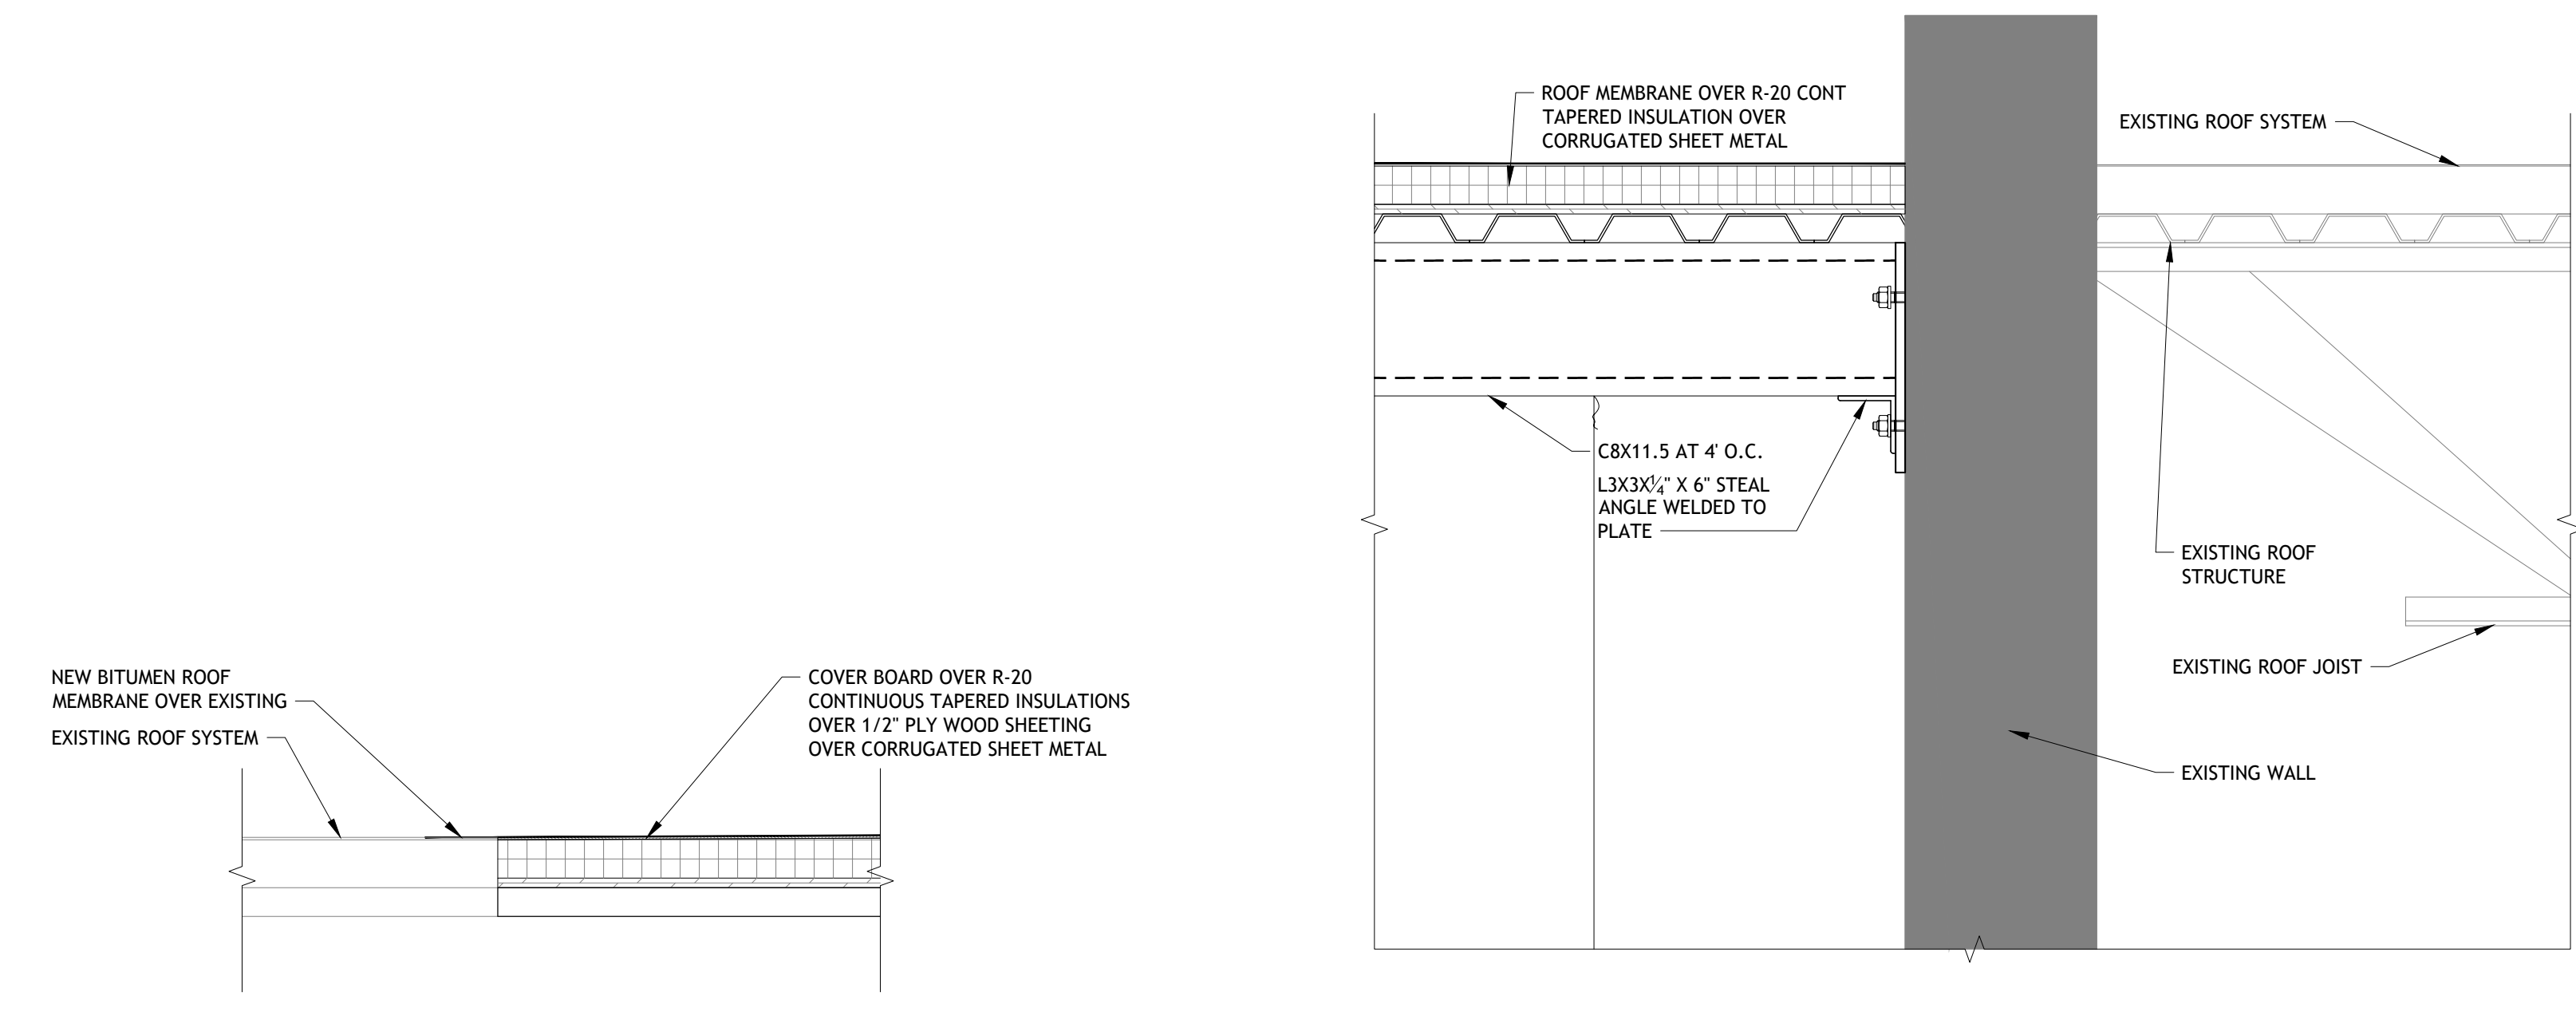 ROOF MEMBRANE OVER R-20 CONT
TAPERED INSULATION OVER
CORRUGATED SHEET METAL
EXISTING ROOF SYSTEM
C8X11.5 AT 4' O.C.
L3X3X1/4" X 6" STEAL
ANGLE WELDED TO
PLATE
EXISTING ROOF
STRUCTURE
EXISTING ROOF JOIST
EXISTING WALL
NEW BITUMEN ROOF
MEMBRANE OVER EXISTING
EXISTING ROOF SYSTEM
COVER BOARD OVER R-20
CONTINUOUS TAPERED INSULATIONS
OVER 1/2" PLY WOOD SHEETING
OVER CORRUGATED SHEET METAL